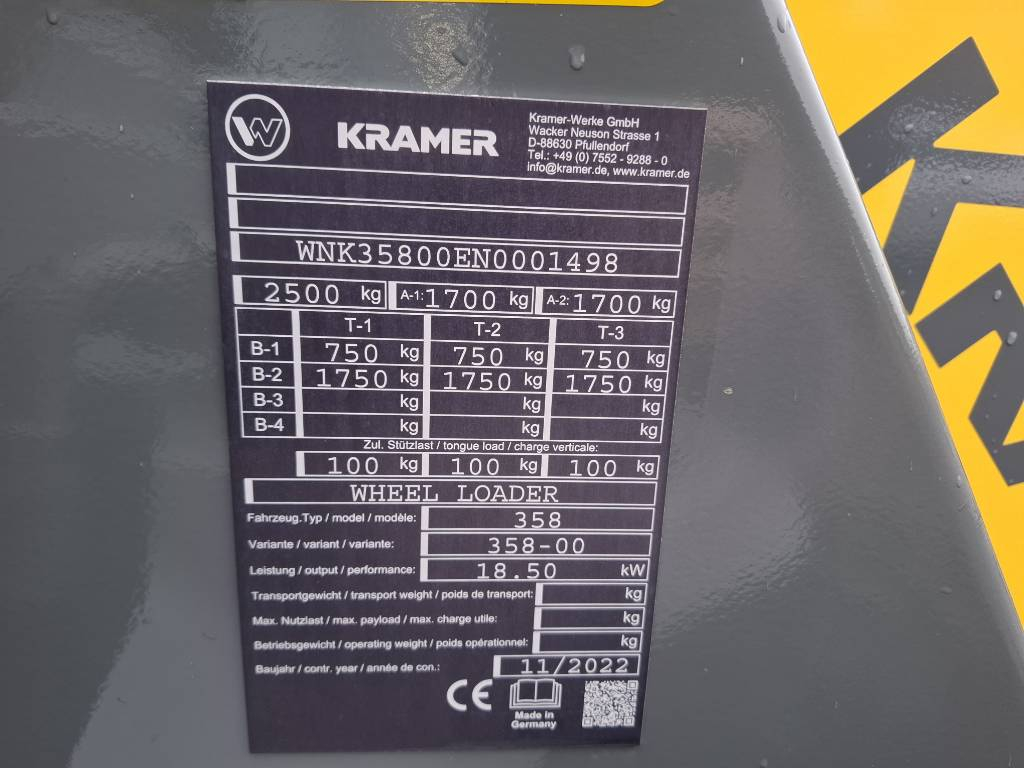 KRAMER
Kramer-Werke GmbH
Wacker Neuson Strasse 1
D-88630 Pfullendorf
Tel.: +49 (0) 7552 - 9288 - 0
info@kramer.de, www.kramer.de
WNK35800EN0001498
2500 kg A-1: 1700 kg A-2: 1700 kg
T-1 T-2 T-3
B-1 750 kg 750 kg 750 kg
B-2 1750 kg 1750 kg 1750 kg
B-3 kg kg kg
B-4 kg kg kg
Zul. Stützlast / tongue load / charge verticale:
100 kg 100 kg 100 kg
WHEEL LOADER
Fahrzeug.Typ / model / modèle: 358
Variante / variant / variante: 358-00
Leistung / output / performance: 18.50 kW
Transportgewicht / transport weight / poids de transport: kg
Max. Nutzlast / max. payload / max. charge utile: kg
Betriebsgewicht / operating weight / poids opérationnel: kg
Baujahr / contr. year / année de con.: 11/2022
CE
Made in
Germany